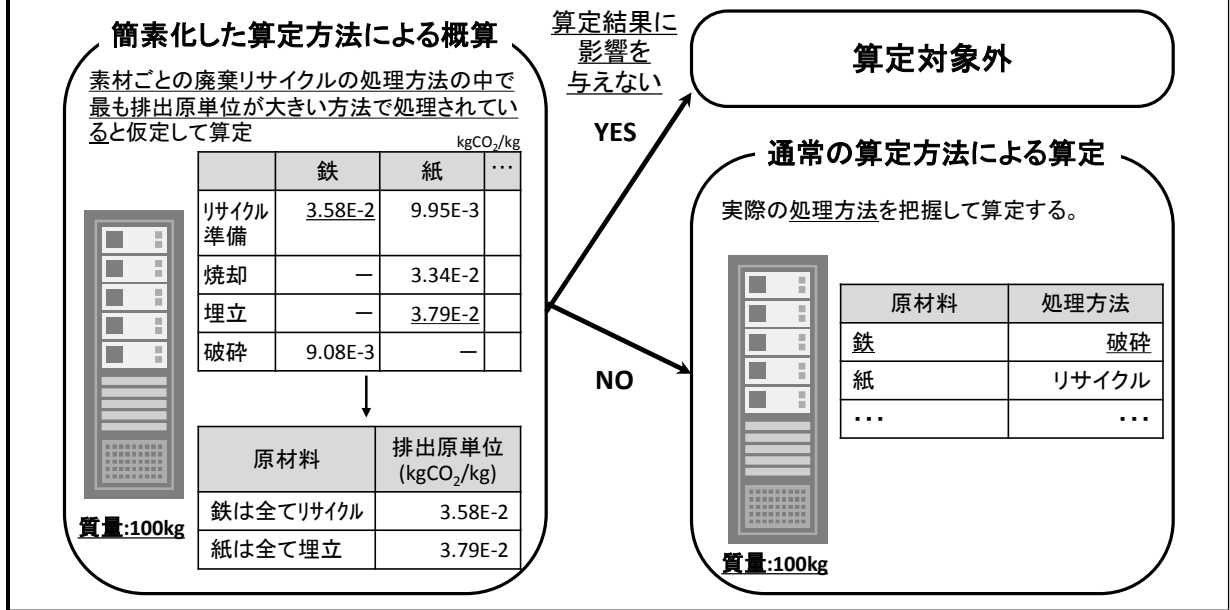 簡素化した算定方法による概算
素材ごとの廃棄リサイクルの処理方法の中で
最も排出原単位が大きい方法で処理されてい
ると仮定して算定
kgCO₂/kg
鉄 紙 …
リサイクル準備 3.58E-2 9.95E-3
焼却 — 3.34E-2
埋立 — 3.79E-2
破砕 9.08E-3 —
原材料 排出原単位(kgCO₂/kg)
鉄は全てリサイクル 3.58E-2
紙は全て埋立 3.79E-2
質量:100kg
算定結果に
影響を
与えない
YES
NO
算定対象外
通常の算定方法による算定
実際の処理方法を把握して算定する。
原材料 処理方法
鉄 破砕
紙 リサイクル
… …
質量:100kg